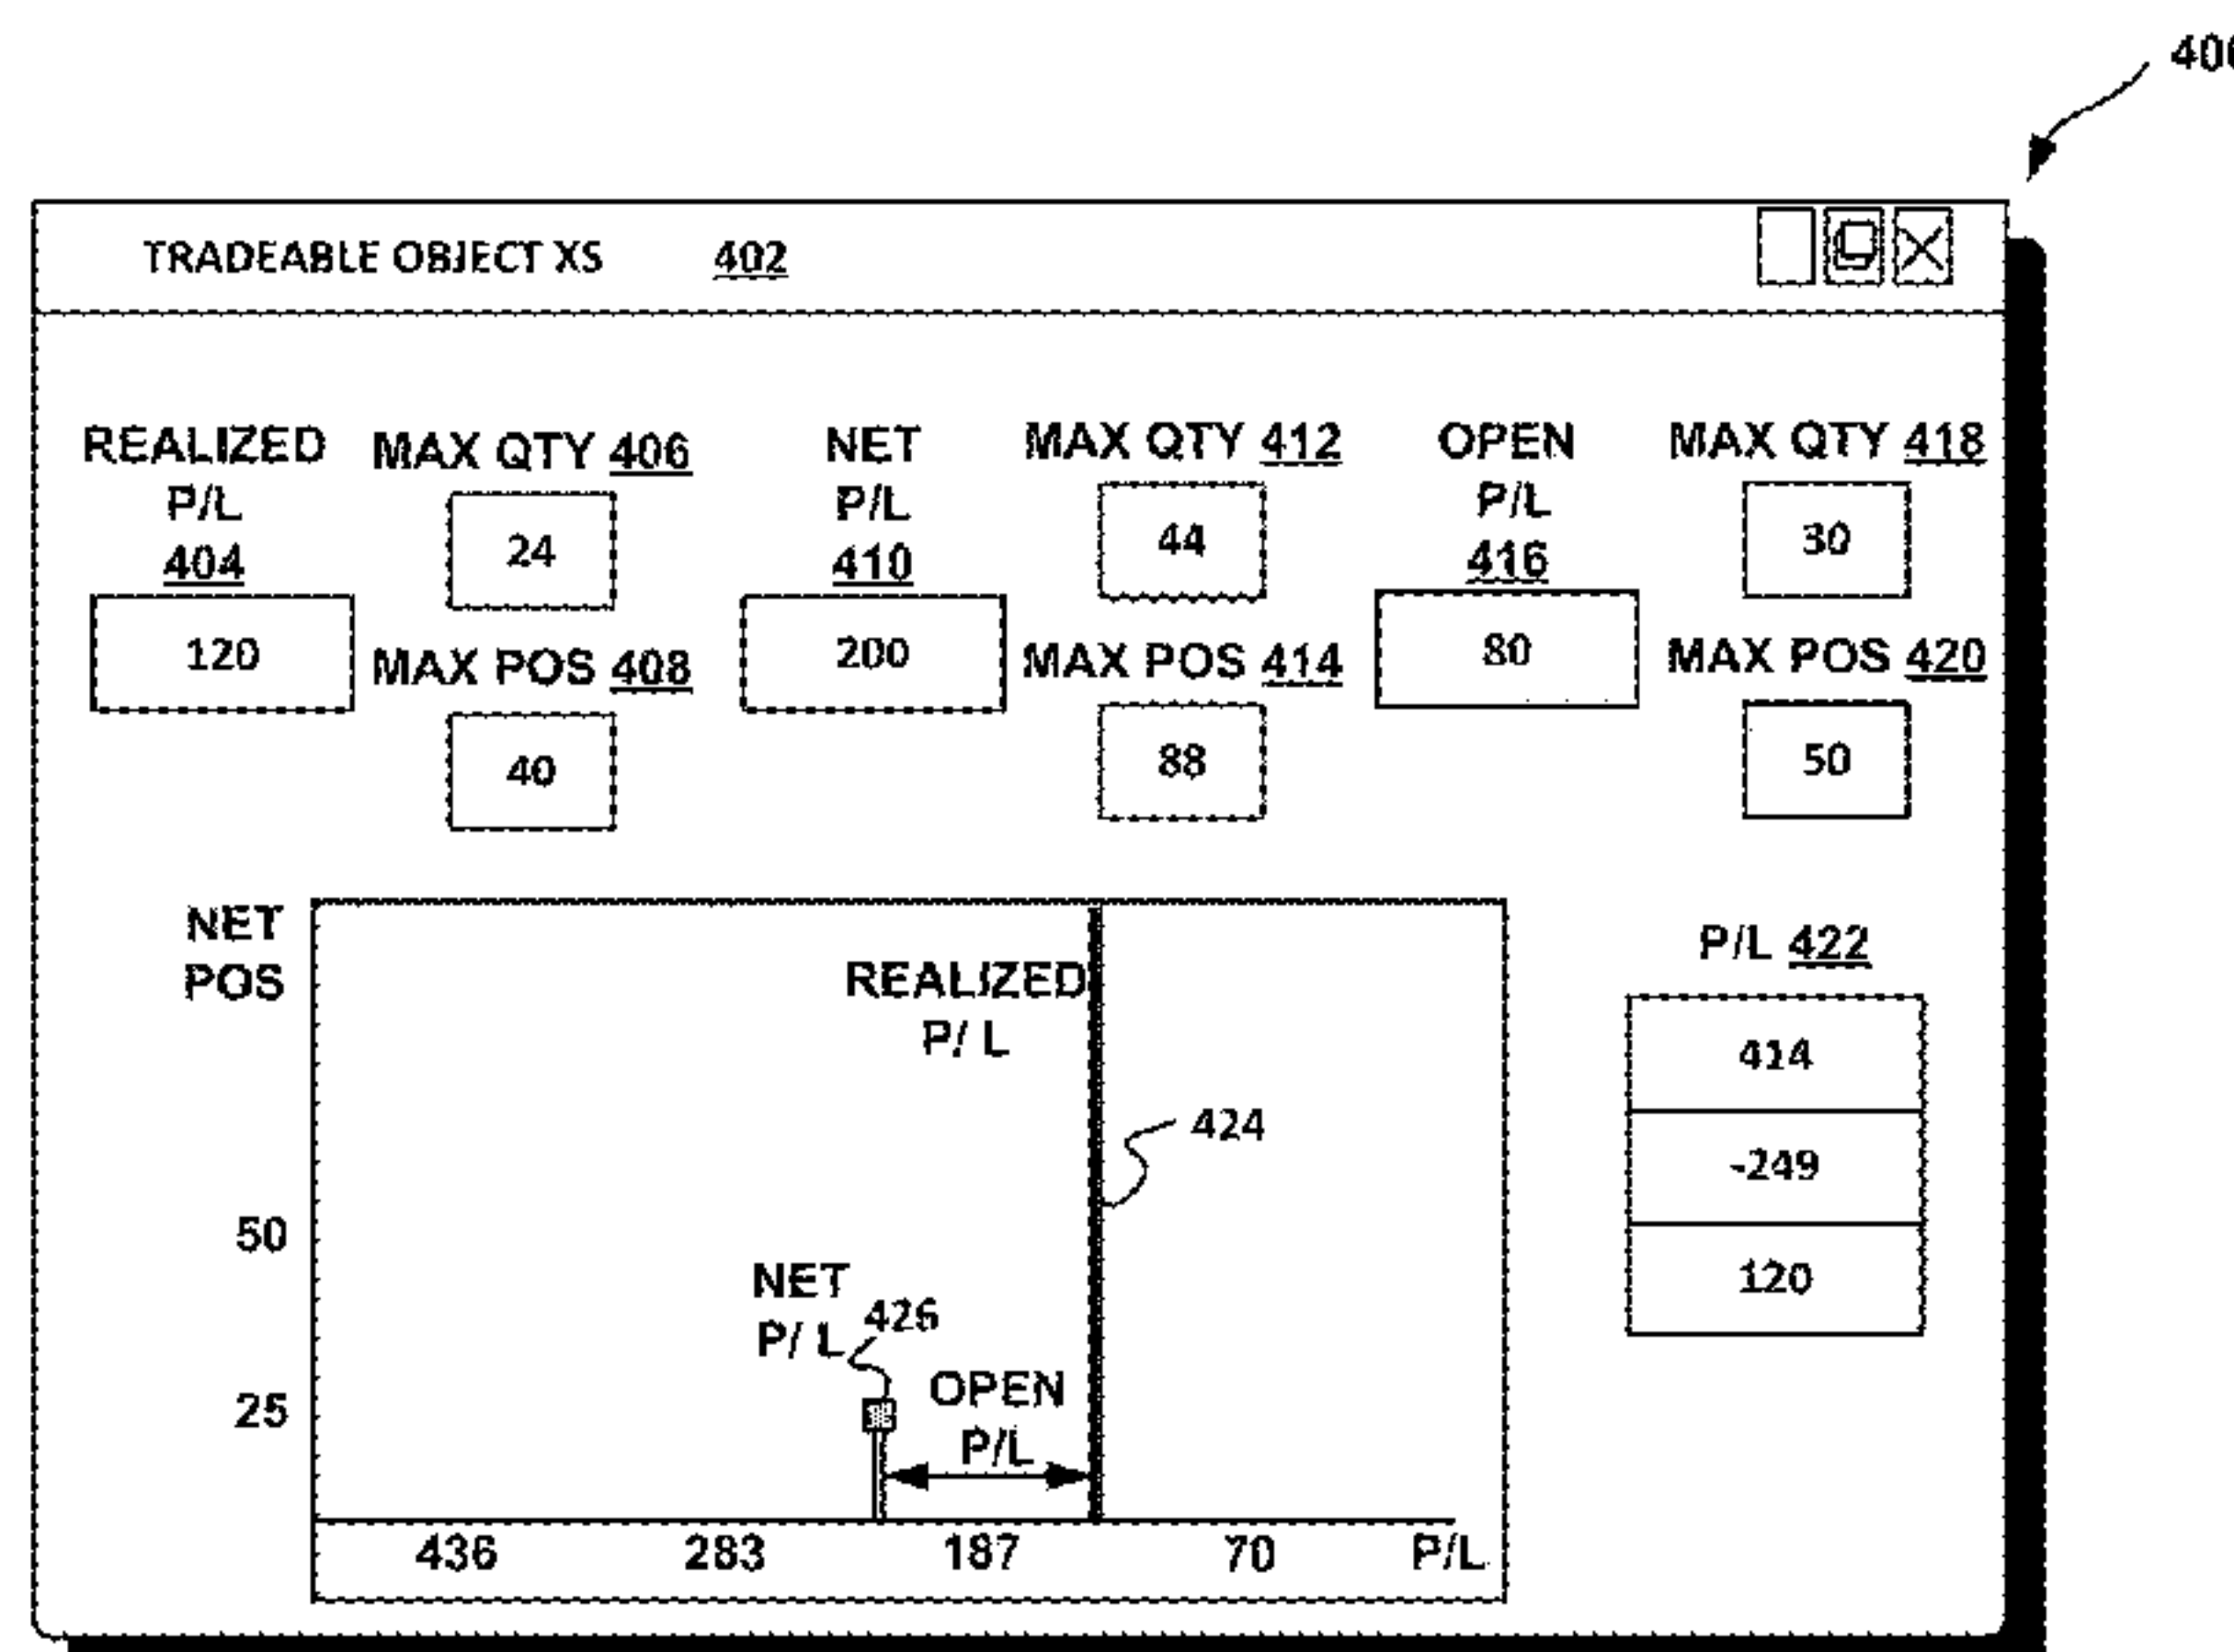 400
TRADEABLE OBJECT XS 402
REALIZED P/L 404
120
MAX QTY 406
24
MAX POS 408
40
NET P/L 410
200
MAX QTY 412
44
MAX POS 414
88
OPEN P/L 416
80
MAX QTY 418
30
MAX POS 420
50
NET
POS
50
25
REALIZED
P/ L
424
NET
P/ L 426
OPEN
P/L
436 283 187 70 P/L
P/L 422
414
-249
120